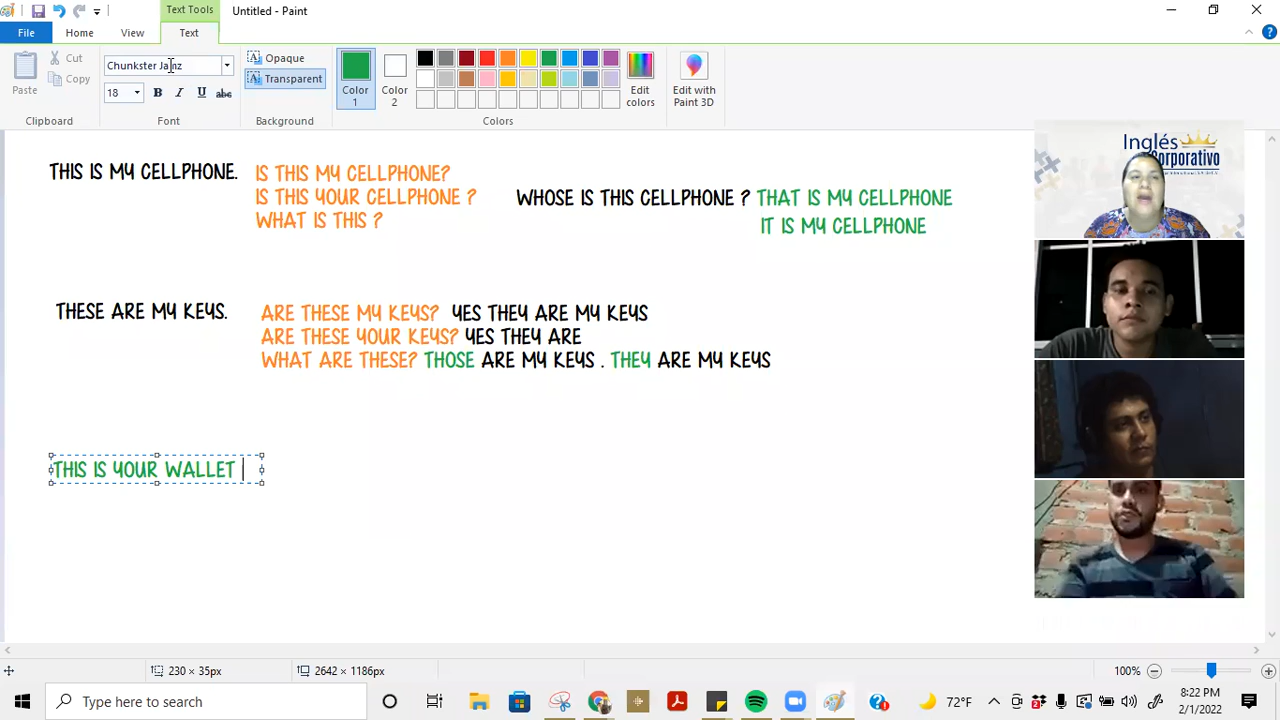 Text Tools
Untitled - Paint
File
Home
View
Text
Paste
Cut
Copy
Clipboard
Chunkster Jamz
18
B
I
U
abc
Font
Opaque
Transparent
Background
Color 1
Color 2
Colors
Edit colors
Edit with Paint 3D
THIS IS MY CELLPHONE.
IS THIS MY CELLPHONE?
IS THIS YOUR CELLPHONE ?
WHAT IS THIS ?
WHOSE IS THIS CELLPHONE ? THAT IS MY CELLPHONE
IT IS MY CELLPHONE
THESE ARE MY KEYS.
ARE THESE MY KEYS? YES THEY ARE MY KEYS
ARE THESE YOUR KEYS? YES THEY ARE
WHAT ARE THESE? THOSE ARE MY KEYS . THEY ARE MY KEYS
THIS IS YOUR WALLET
Inglés
Corporativo
230 × 35px
2642 × 1186px
100%
Type here to search
72°F
8:22 PM
2/1/2022